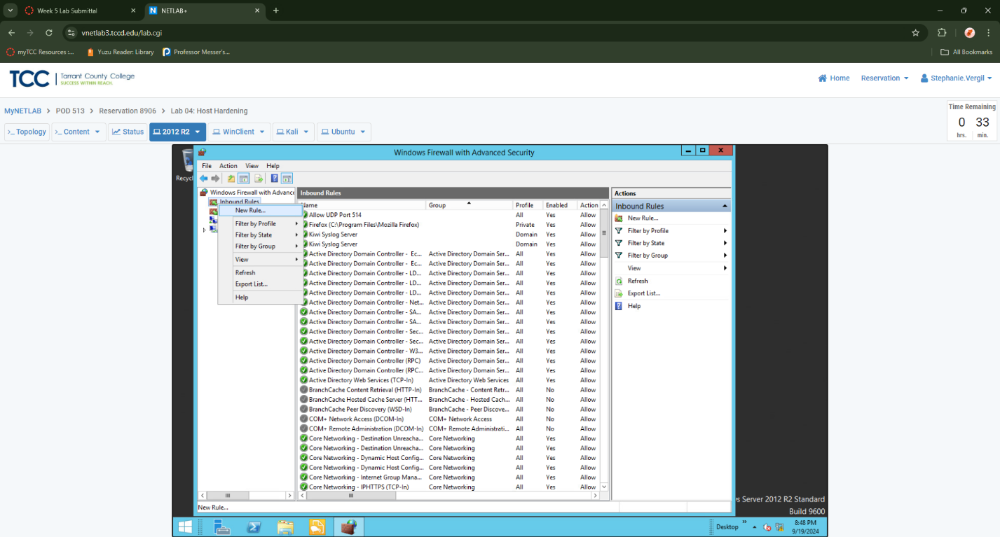 Week 5 Lab Submittal
NETLAB+
vnetlab3.tccd.edu/lab.cgi
myTCC Resources :...
Yuzu Reader: Library
Professor Messer's...
All Bookmarks
TCC
Tarrant County College
SUCCESS WITHIN REACH.
Home
Reservation
Stephanie.Vergil
MyNETLAB > POD 513 > Reservation 8906 > Lab 04: Host Hardening
Time Remaining
0 33
hrs. min.
Topology
Content
Status
2012 R2
WinClient
Kali
Ubuntu
Recycl
Windows Firewall with Advanced Security
File Action View Help
Windows Firewall with Advance
Inbound Rules
New Rule...
Filter by Profile
Filter by State
Filter by Group
View
Refresh
Export List...
Help
Inbound Rules
Name Group Profile Enabled Action
Allow UDP Port 514 All Yes Allow
Firefox (C:\Program Files\Mozilla Firefox) Private Yes Allow
Kiwi Syslog Server Domain Yes Allow
Kiwi Syslog Server Domain Yes Allow
Active Directory Domain Controller - Ec... Active Directory Domain Ser... All Yes Allow
Active Directory Domain Controller - Ec... Active Directory Domain Ser... All Yes Allow
Active Directory Domain Controller - LD... Active Directory Domain Ser... All Yes Allow
Active Directory Domain Controller - LD... Active Directory Domain Ser... All Yes Allow
Active Directory Domain Controller - LD... Active Directory Domain Ser... All Yes Allow
Active Directory Domain Controller - Net... Active Directory Domain Ser... All Yes Allow
Active Directory Domain Controller - SA... Active Directory Domain Ser... All Yes Allow
Active Directory Domain Controller - SA... Active Directory Domain Ser... All Yes Allow
Active Directory Domain Controller - Sec... Active Directory Domain Ser... All Yes Allow
Active Directory Domain Controller - Sec... Active Directory Domain Ser... All Yes Allow
Active Directory Domain Controller - W3... Active Directory Domain Ser... All Yes Allow
Active Directory Domain Controller (RPC) Active Directory Domain Ser... All Yes Allow
Active Directory Domain Controller (RPC... Active Directory Domain Ser... All Yes Allow
Active Directory Web Services (TCP-In) Active Directory Web Services All Yes Allow
BranchCache Content Retrieval (HTTP-In) BranchCache - Content Retr... All No Allow
BranchCache Hosted Cache Server (HTT... BranchCache - Hosted Cach... All No Allow
BranchCache Peer Discovery (WSD-In) BranchCache - Peer Discove... All No Allow
COM+ Network Access (DCOM-In) COM+ Network Access All No Allow
COM+ Remote Administration (DCOM-In) COM+ Remote Administrati... All No Allow
Core Networking - Destination Unreacha... Core Networking All Yes Allow
Core Networking - Destination Unreacha... Core Networking All Yes Allow
Core Networking - Dynamic Host Config... Core Networking All Yes Allow
Core Networking - Dynamic Host Config... Core Networking All Yes Allow
Core Networking - Internet Group Mana... Core Networking All Yes Allow
Core Networking - IPHTTPS (TCP-In) Core Networking All Yes Allow
Actions
Inbound Rules
New Rule...
Filter by Profile
Filter by State
Filter by Group
View
Refresh
Export List...
Help
New Rule...
s Server 2012 R2 Standard
Build 9600
Desktop
8:48 PM
9/19/2024